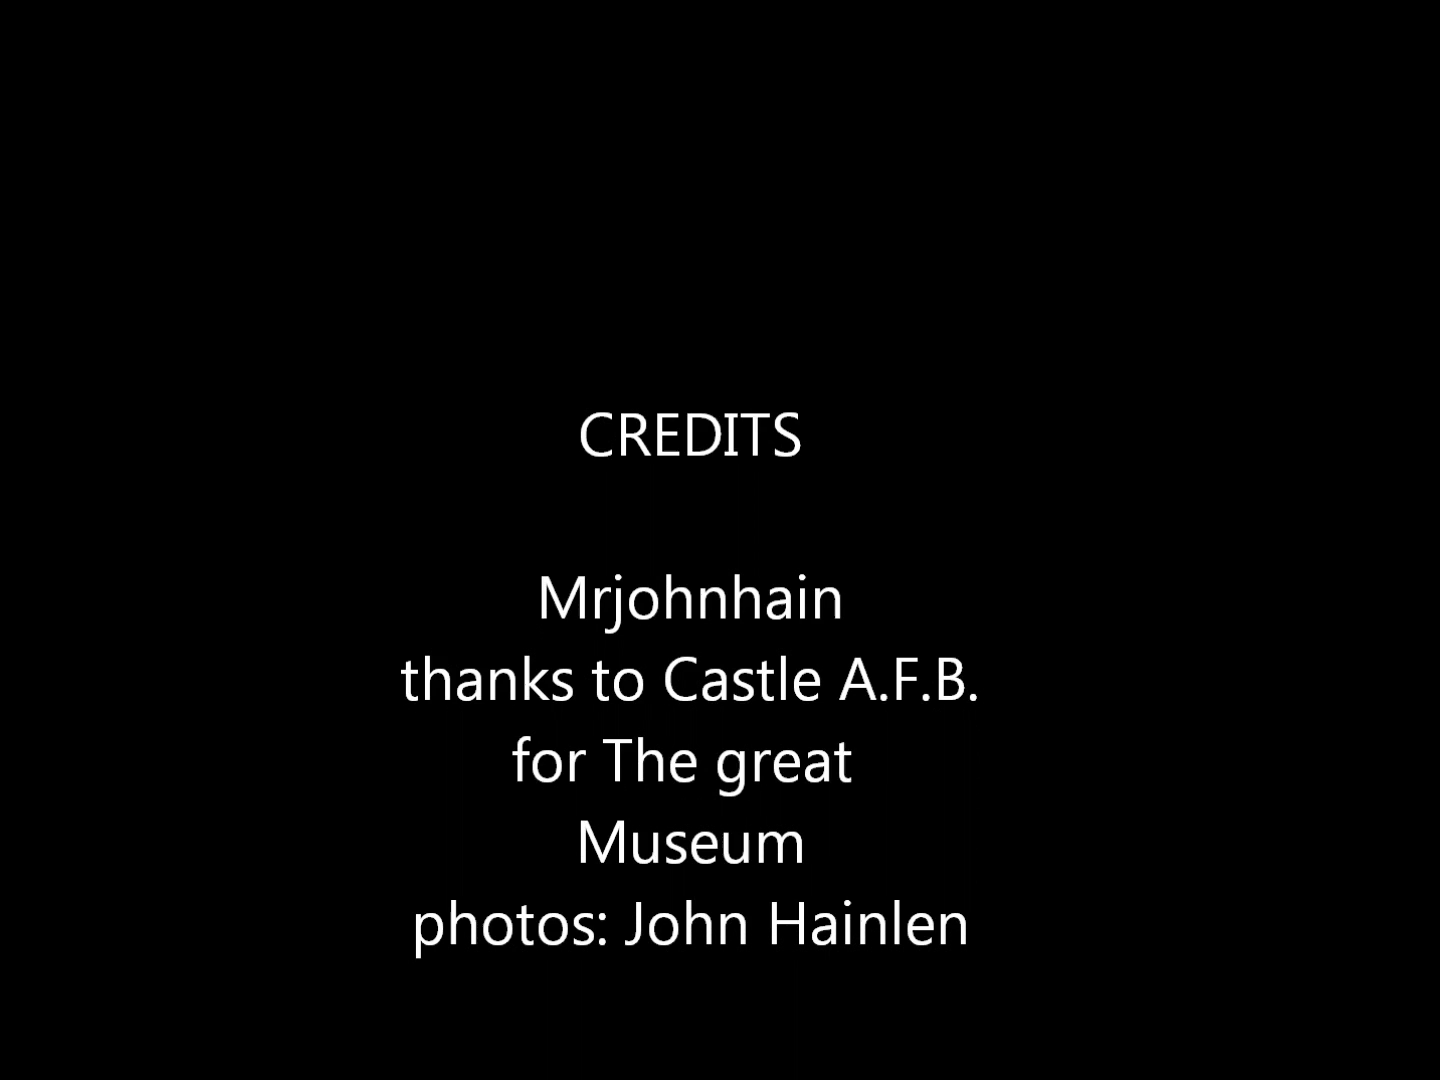 CREDITS
Mrjohnhain
thanks to Castle A.F.B.
for The great
Museum
photos: John Hainlen